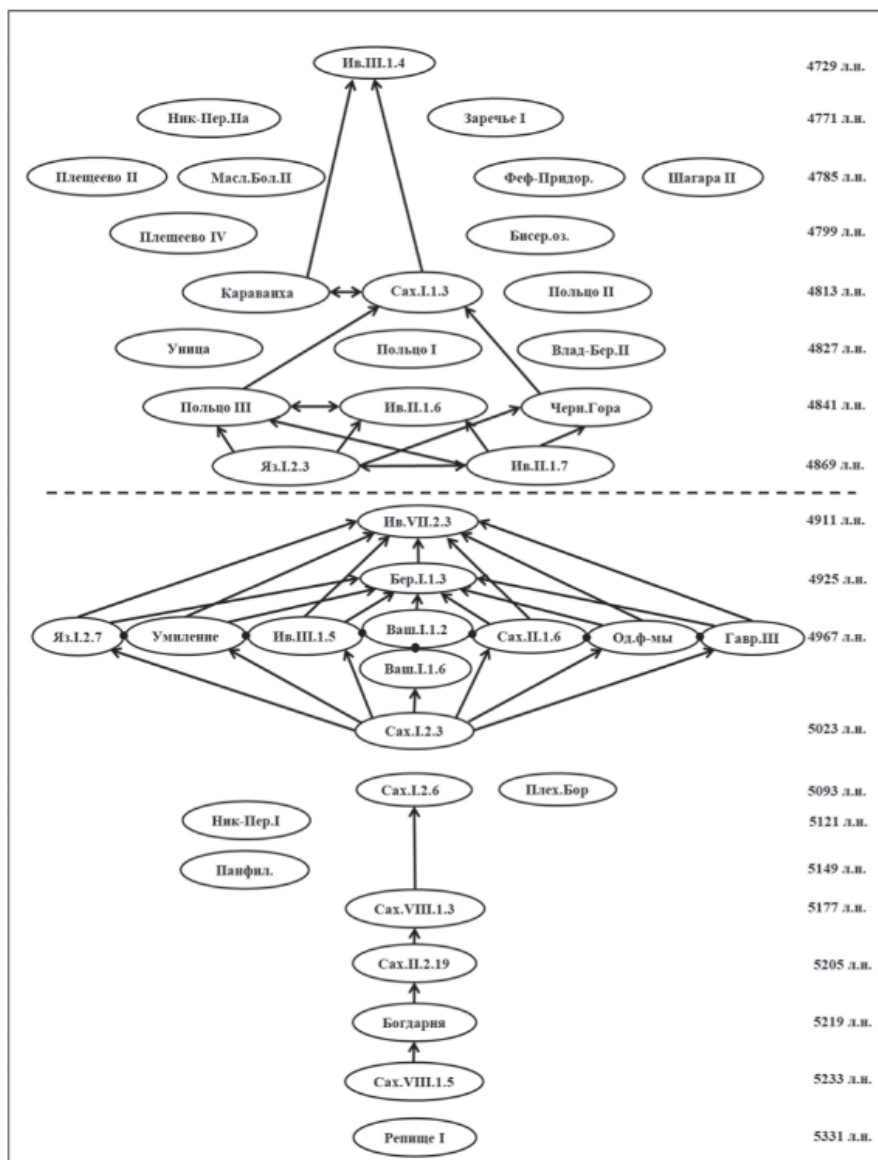 Ив.III.1.4 4729 л.н.
Ник-Пер.IIа Заречье I 4771 л.н.
Плещеево II Масл.Бол.II Феф-Придор. Шагара II 4785 л.н.
Плещеево IV Бисер.оз. 4799 л.н.
Караваиха Сах.I.1.3 Польцо II 4813 л.н.
Уница Польцо I Влад-Бер.II 4827 л.н.
Польцо III Ив.II.1.6 Черн.Гора 4841 л.н.
Яз.I.2.3 Ив.II.1.7 4869 л.н.
Ив.VII.2.3 4911 л.н.
Бер.I.1.3 4925 л.н.
Яз.I.2.7 Умиление Ив.III.1.5 Ваш.I.1.2 Сах.II.1.6 Од.ф-мы Гавр.III 4967 л.н.
Ваш.I.1.6
Сах.I.2.3 5023 л.н.
Сах.I.2.6 Плех.Бор 5093 л.н.
Ник-Пер.I 5121 л.н.
Панфил. 5149 л.н.
Сах.VIII.1.3 5177 л.н.
Сах.II.2.19 5205 л.н.
Богдарня 5219 л.н.
Сах.VIII.1.5 5233 л.н.
Репище I 5331 л.н.